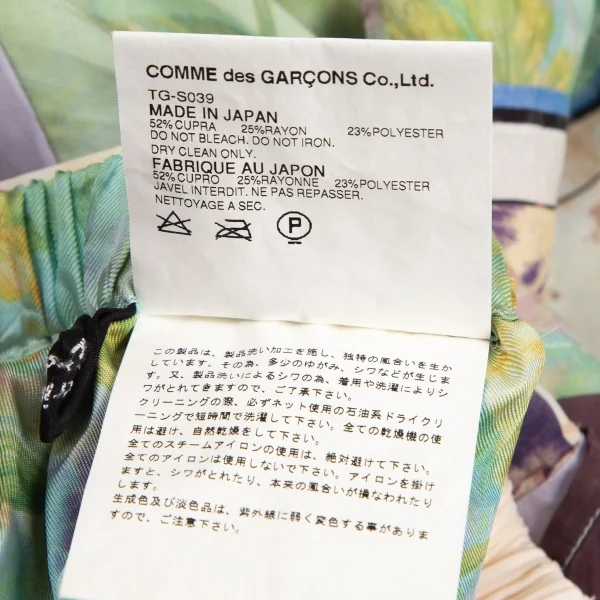 COMME des GARÇONS Co.,Ltd.
TG-S039
MADE IN JAPAN
52% CUPRA 25%RAYON 23%POLYESTER
DO NOT BLEACH. DO NOT IRON.
DRY CLEAN ONLY.
FABRIQUE AU JAPON
52% CUPRO 25% RAYONNE 23%POLYESTER
JAVEL INTERDIT. NE PAS REPASSER.
NETTOYAGE A SEC.
P
この製品は、製品洗い加工を施し、独特の風合いを生か
しています。その為、多少のゆがみ、シワなどが生じま
す。又、製品洗いによるシワの為、着用や洗濯によりシ
ワがとれてきますので、ご了承下さい。
クリーニングの際、必ずネット使用の石油系ドライクリ
ーニングで短時間で洗濯して下さい。全ての乾燥機の使
用は避け、自然乾燥をして下さい。
全てのスチームアイロンの使用は、絶対避けて下さい。
全てのアイロンは使用しないで下さい。アイロンを掛け
ますと、シワがとれたり、本来の風合いが損なわれたり
します。
生成色及び淡色品は、紫外線に弱く変色する事がありま
すので、ご注意下さい。